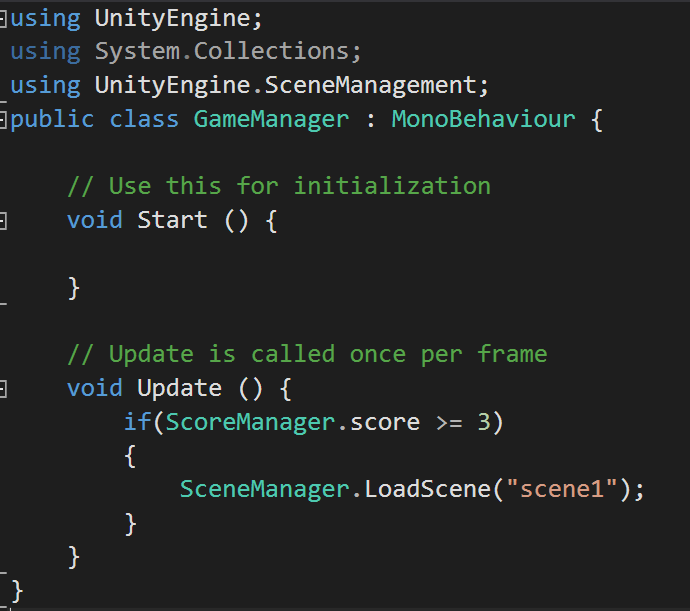 using UnityEngine;
using System.Collections;
using UnityEngine.SceneManagement;
public class GameManager : MonoBehaviour {
// Use this for initialization
void Start () {
}
// Update is called once per frame
void Update () {
if(ScoreManager.score >= 3)
{
SceneManager.LoadScene("scene1");
}
}
}